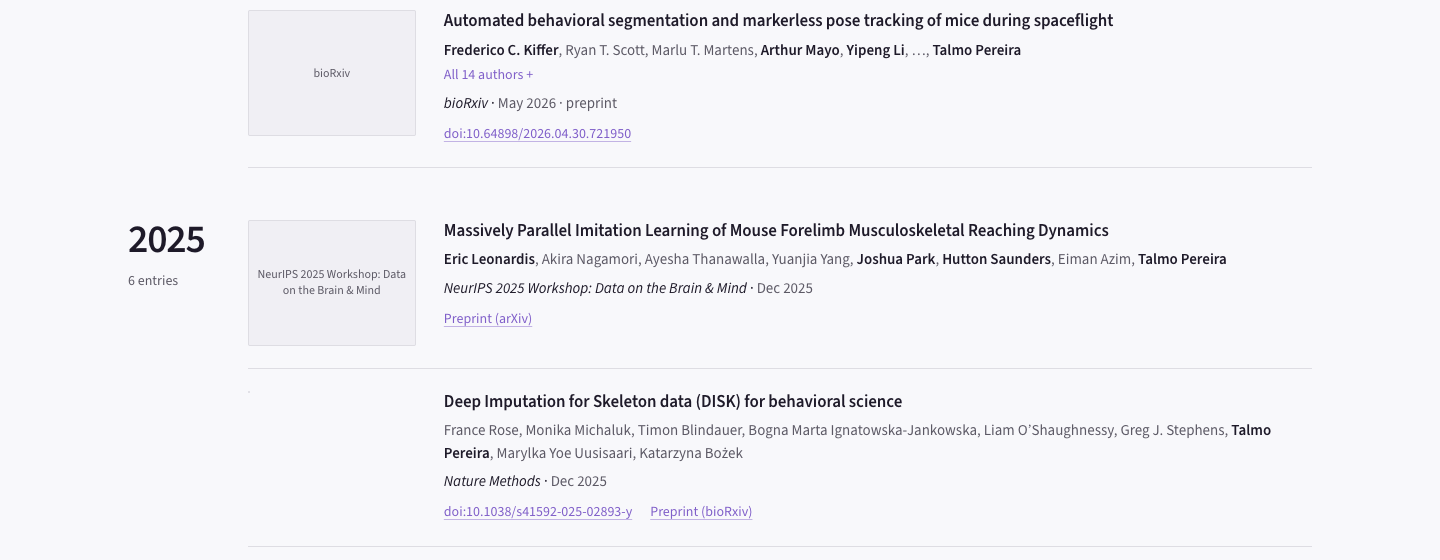 Automated behavioral segmentation and markerless pose tracking of mice during spaceflight
Frederico C. Kiffer, Ryan T. Scott, Marlu T. Martens, Arthur Mayo, Yipeng Li, …, Talmo Pereira
bioRxiv
All 14 authors +
bioRxiv · May 2026 · preprint
doi:10.64898/2026.04.30.721950
2025
6 entries
NeurIPS 2025 Workshop: Data
on the Brain & Mind
Massively Parallel Imitation Learning of Mouse Forelimb Musculoskeletal Reaching Dynamics
Eric Leonardis, Akira Nagamori, Ayesha Thanawalla, Yuanjia Yang, Joshua Park, Hutton Saunders, Eiman Azim, Talmo Pereira
NeurIPS 2025 Workshop: Data on the Brain & Mind · Dec 2025
Preprint (arXiv)
Deep Imputation for Skeleton data (DISK) for behavioral science
France Rose, Monika Michaluk, Timon Blindauer, Bogna Marta Ignatowska-Jankowska, Liam O’Shaughnessy, Greg J. Stephens, Talmo
Pereira, Marylka Yoe Uusisaari, Katarzyna Bożek
Nature Methods · Dec 2025
doi:10.1038/s41592-025-02893-y Preprint (bioRxiv)